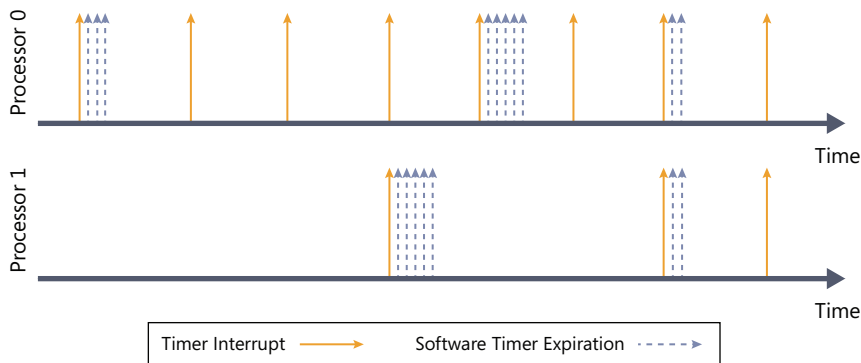 Processor 0
Time
Processor 1
Time
Timer Interrupt
Software Timer Expiration